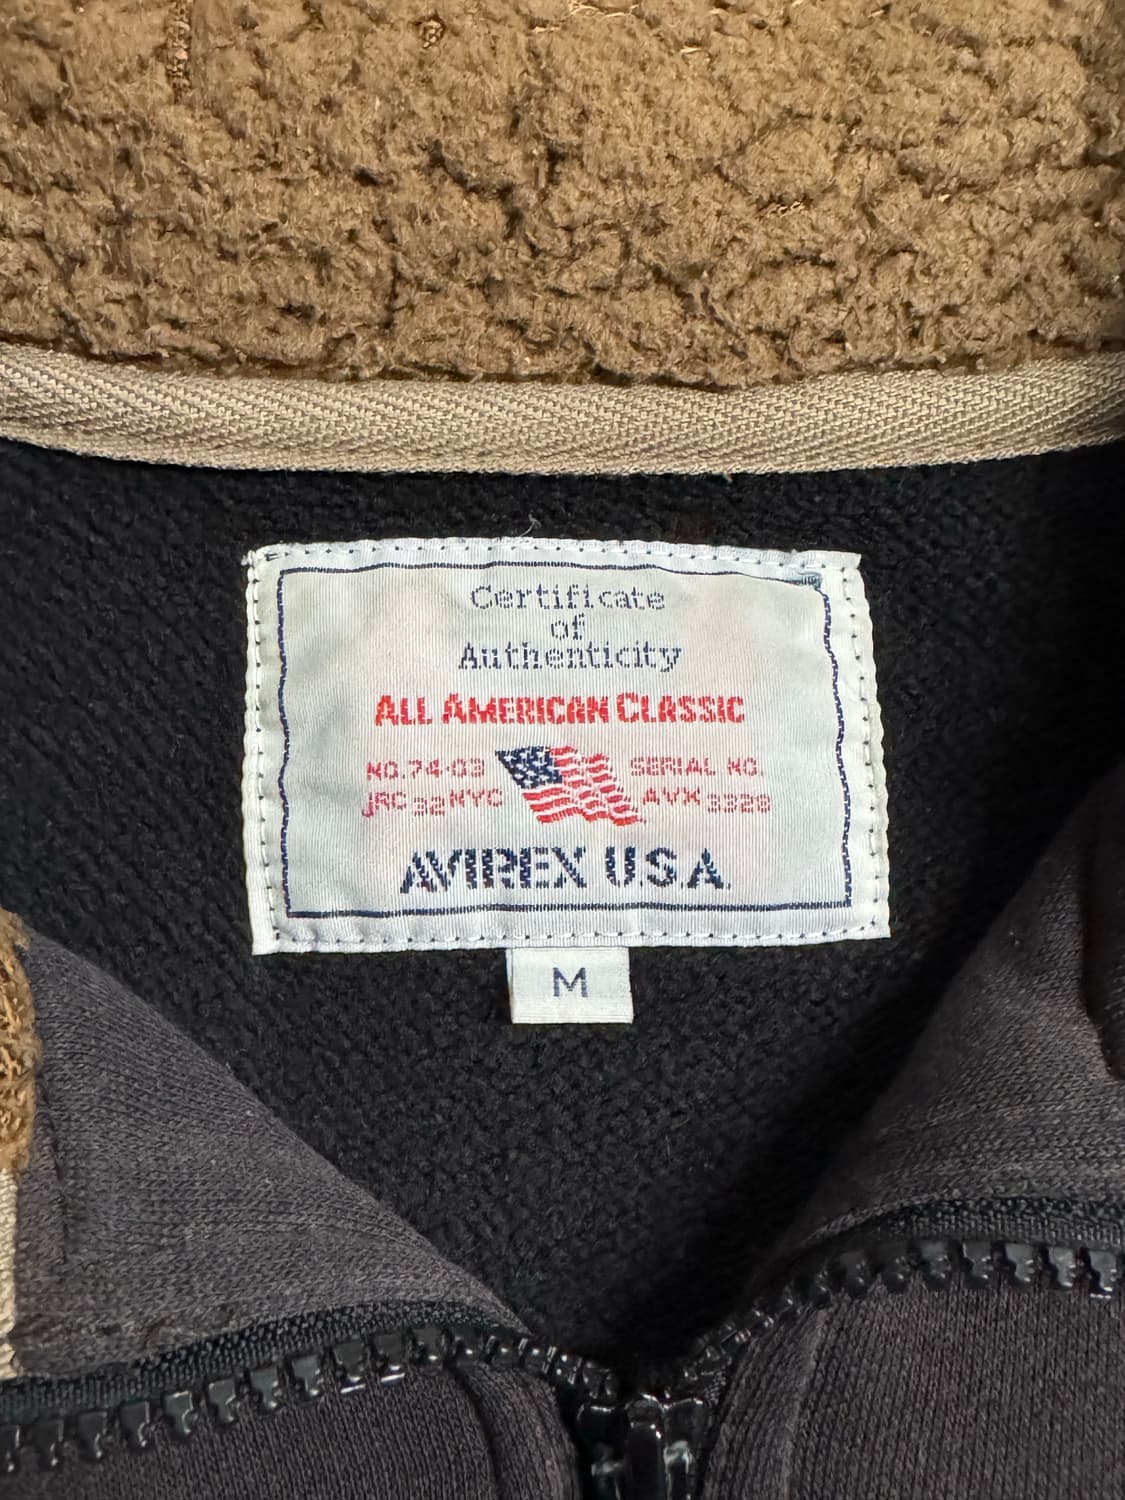 Certificate
of
Authenticity
ALL AMERICAN CLASSIC
NO.74-03
JRC 32 NYC
SERIAL NO.
AVX 3328
AVIREX U.S.A.
M